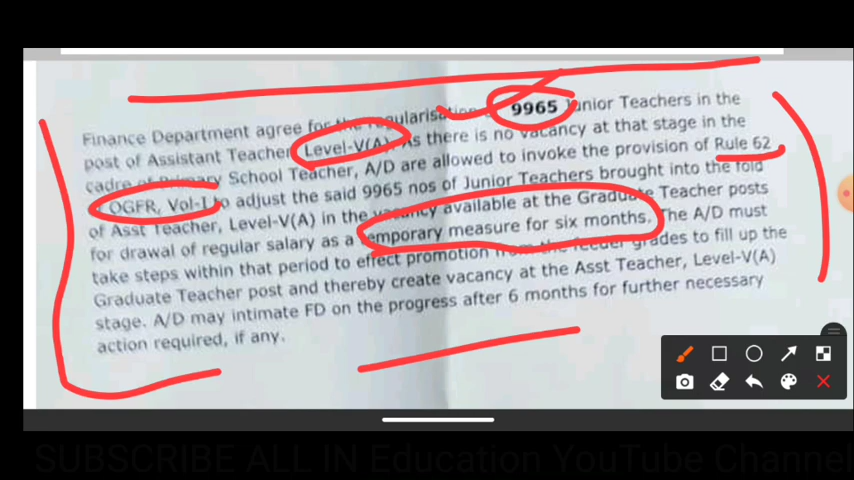 Finance Department agree for the regularisation 9965 Junior Teachers in the
post of Assistant Teacher Level-V(A). As there is no vacancy at that stage in the
cadre of Primary School Teacher, A/D are allowed to invoke the provision of Rule 62
OGFR, Vol-I to adjust the said 9965 nos of Junior Teachers brought into the fold
of Asst Teacher, Level-V(A) in the vacancy available at the Graduate Teacher posts
for drawal of regular salary as a temporary measure for six months. The A/D must
take steps within that period to effect promotion from the feeder grades to fill up the
Graduate Teacher post and thereby create vacancy at the Asst Teacher, Level-V(A)
stage. A/D may intimate FD on the progress after 6 months for further necessary
action required, if any.
SUBSCRIBE ALL IN Education YouTube Channel